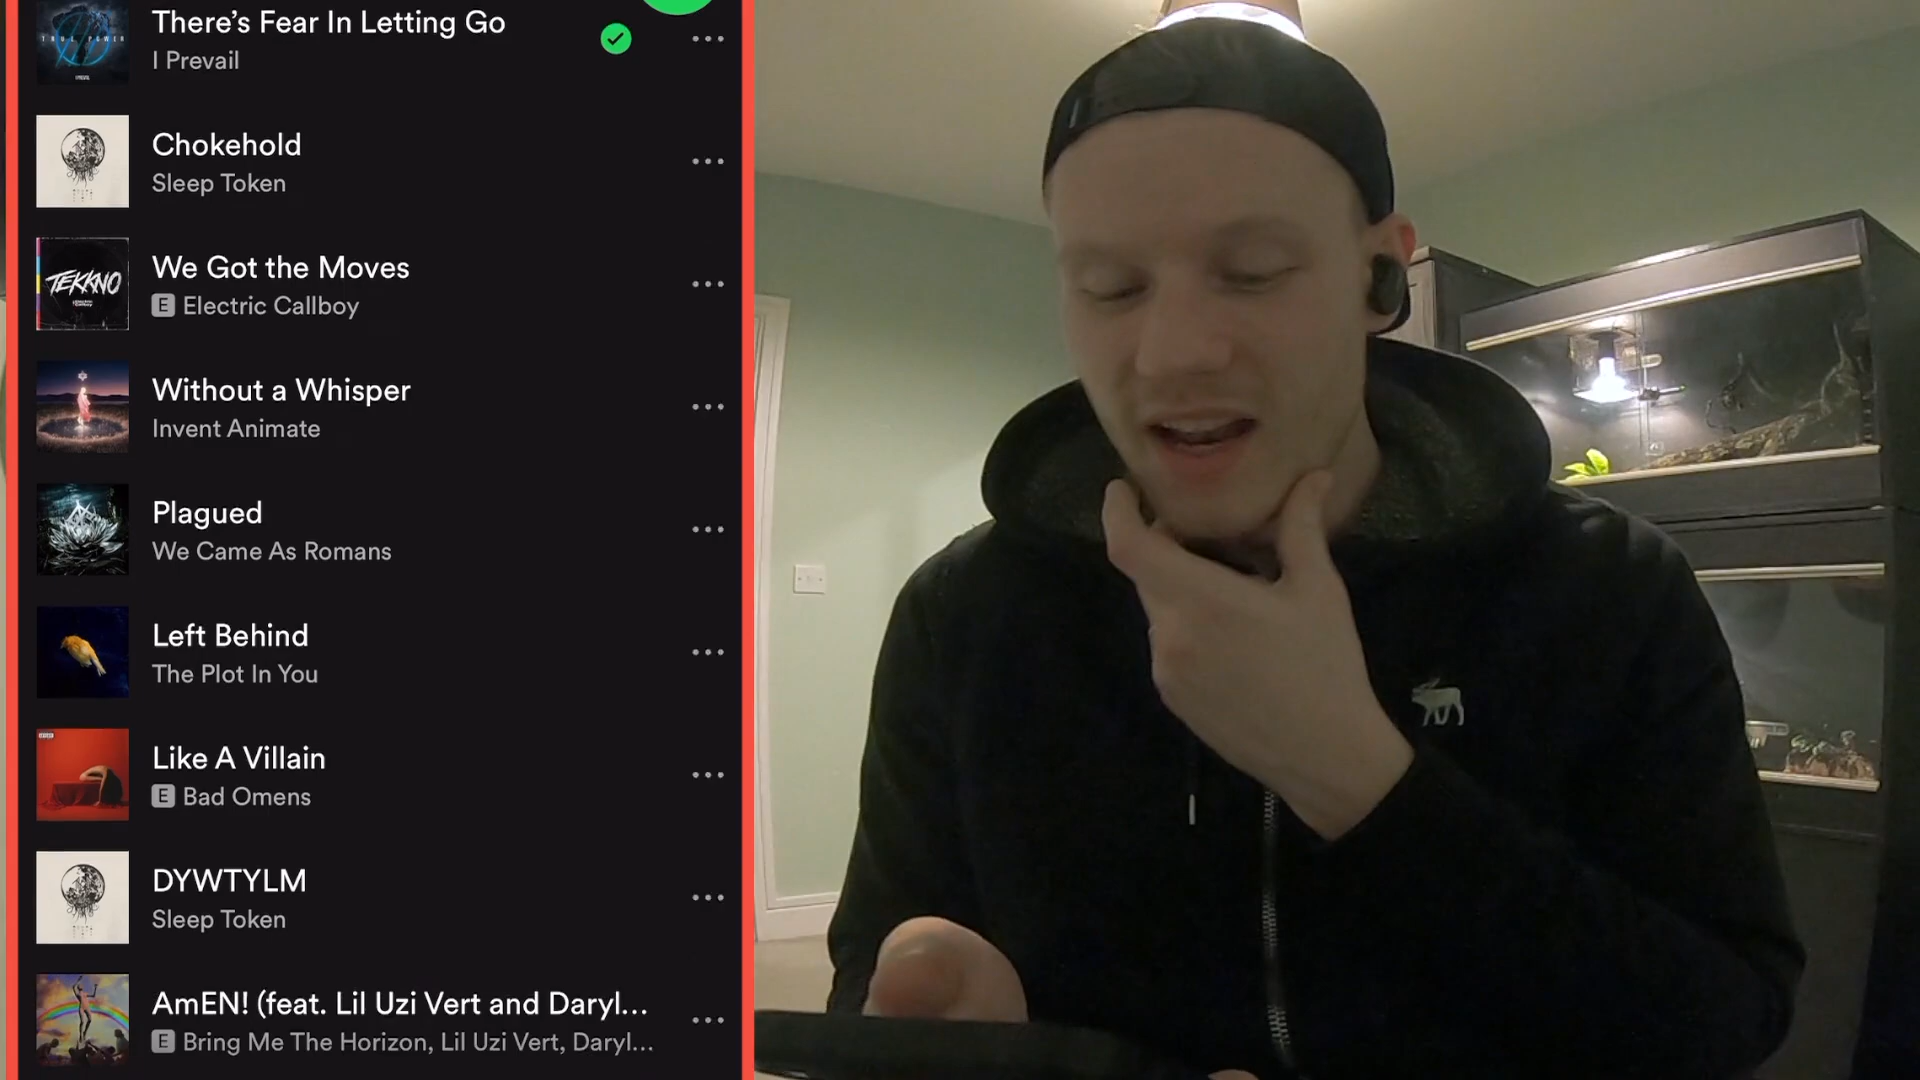 There's Fear In Letting Go
I Prevail
TRUE POWER
Chokehold
Sleep Token
We Got the Moves
E Electric Callboy
TEKKNO
Without a Whisper
Invent Animate
Plagued
We Came As Romans
Left Behind
The Plot In You
Like A Villain
E Bad Omens
DYWTYLM
Sleep Token
AmEN! (feat. Lil Uzi Vert and Daryl...
E Bring Me The Horizon, Lil Uzi Vert, Daryl...